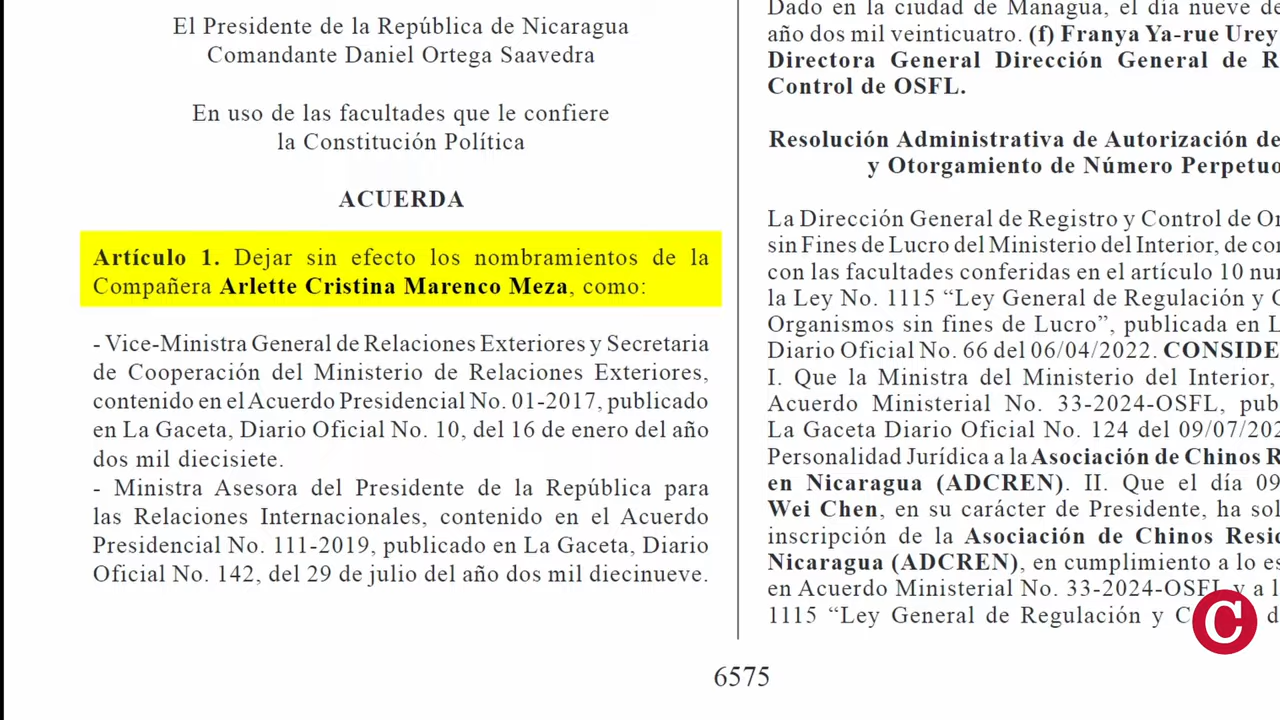 El Presidente de la República de Nicaragua
Comandante Daniel Ortega Saavedra
En uso de las facultades que le confiere
la Constitución Política
ACUERDA
Artículo 1. Dejar sin efecto los nombramientos de la
Compañera Arlette Cristina Marenco Meza, como:
- Vice-Ministra General de Relaciones Exteriores y Secretaria
de Cooperación del Ministerio de Relaciones Exteriores,
contenido en el Acuerdo Presidencial No. 01-2017, publicado
en La Gaceta, Diario Oficial No. 10, del 16 de enero del año
dos mil diecisiete.
- Ministra Asesora del Presidente de la República para
las Relaciones Internacionales, contenido en el Acuerdo
Presidencial No. 111-2019, publicado en La Gaceta, Diario
Oficial No. 142, del 29 de julio del año dos mil diecinueve.
Dado en la ciudad de Managua, el día nueve de
año dos mil veinticuatro. (f) Franya Ya-rue Urey
Directora General Dirección General de R
Control de OSFL.
Resolución Administrativa de Autorización de
y Otorgamiento de Número Perpetuo
La Dirección General de Registro y Control de Or
sin Fines de Lucro del Ministerio del Interior, de con
con las facultades conferidas en el artículo 10 num
la Ley No. 1115 “Ley General de Regulación y C
Organismos sin fines de Lucro”, publicada en L
Diario Oficial No. 66 del 06/04/2022. CONSIDE
I. Que la Ministra del Ministerio del Interior,
Acuerdo Ministerial No. 33-2024-OSFL, pub
La Gaceta Diario Oficial No. 124 del 09/07/202
Personalidad Jurídica a la Asociación de Chinos R
en Nicaragua (ADCREN). II. Que el día 09
Wei Chen, en su carácter de Presidente, ha sol
inscripción de la Asociación de Chinos Resid
Nicaragua (ADCREN), en cumplimiento a lo es
en Acuerdo Ministerial No. 33-2024-OSFL y a l
1115 “Ley General de Regulación y C d
C
6575